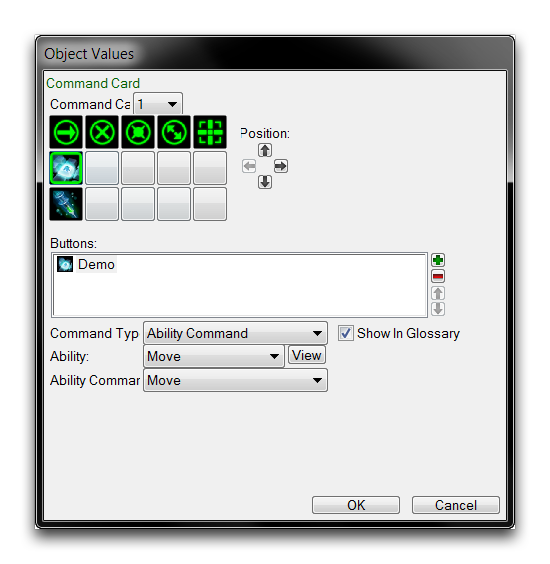 Object Values
Command Card
Command Ca 1
Position:
Buttons:
Demo
Command Typ Ability Command Show In Glossary
Ability: Move View
Ability Commar Move
OK Cancel